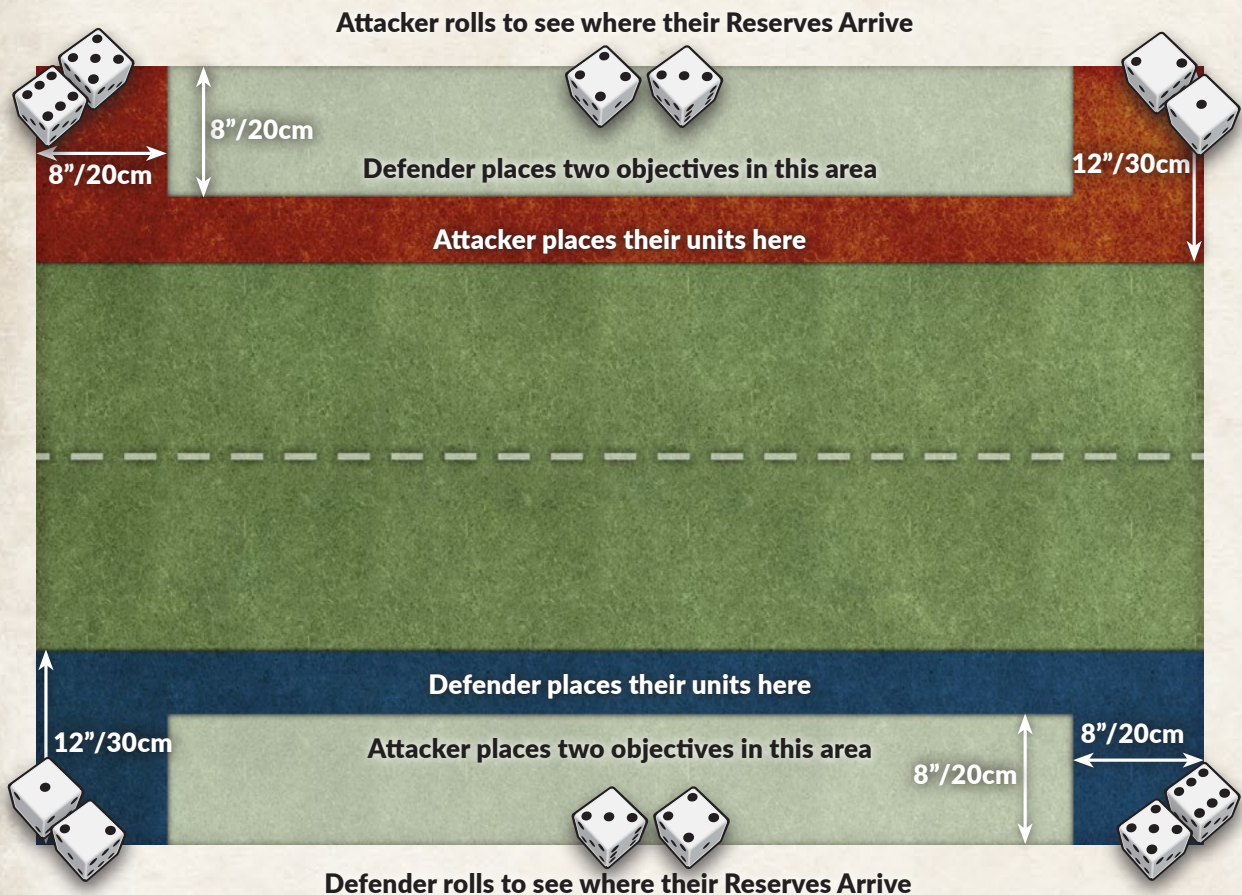 Attacker rolls to see where their Reserves Arrive
8”/20cm
Defender places two objectives in this area
8”/20cm
12”/30cm
Attacker places their units here
Defender places their units here
12”/30cm
Attacker places two objectives in this area
8”/20cm
8”/20cm
Defender rolls to see where their Reserves Arrive